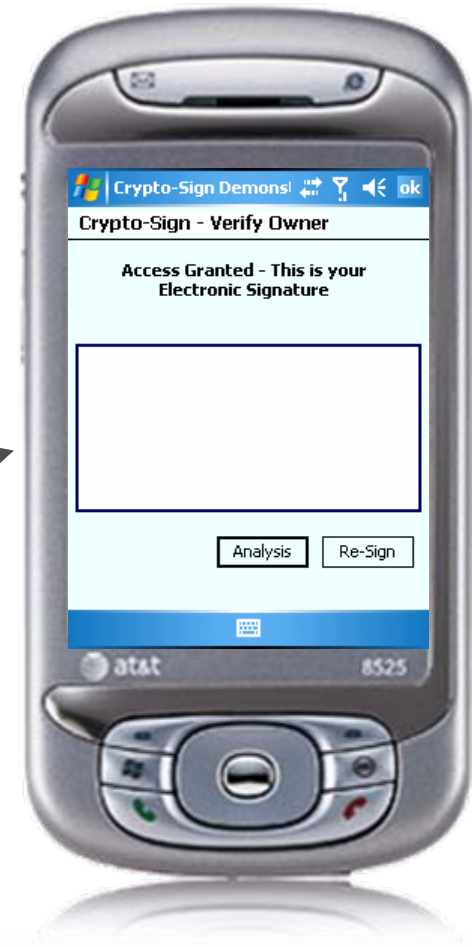 Crypto-Sign Demonsl
ok
Crypto-Sign - Verify Owner
Access Granted - This is your
Electronic Signature
Analysis
Re-Sign
at&t
8525